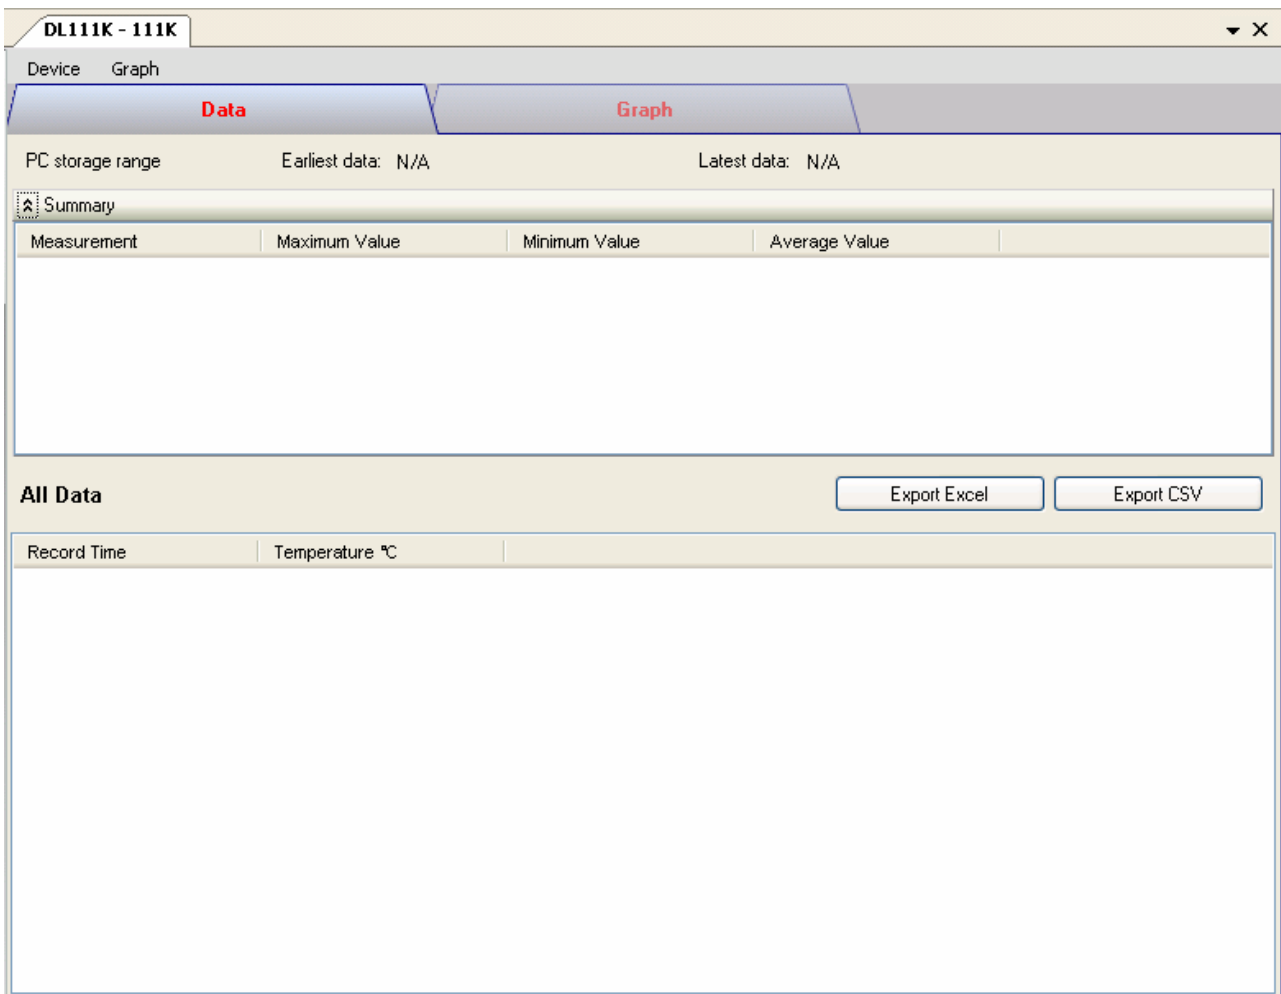 DL111K - 111K
Device Graph
Data Graph
PC storage range Earliest data: N/A Latest data: N/A
Summary
Measurement Maximum Value Minimum Value Average Value
All Data Export Excel Export CSV
Record Time Temperature °C